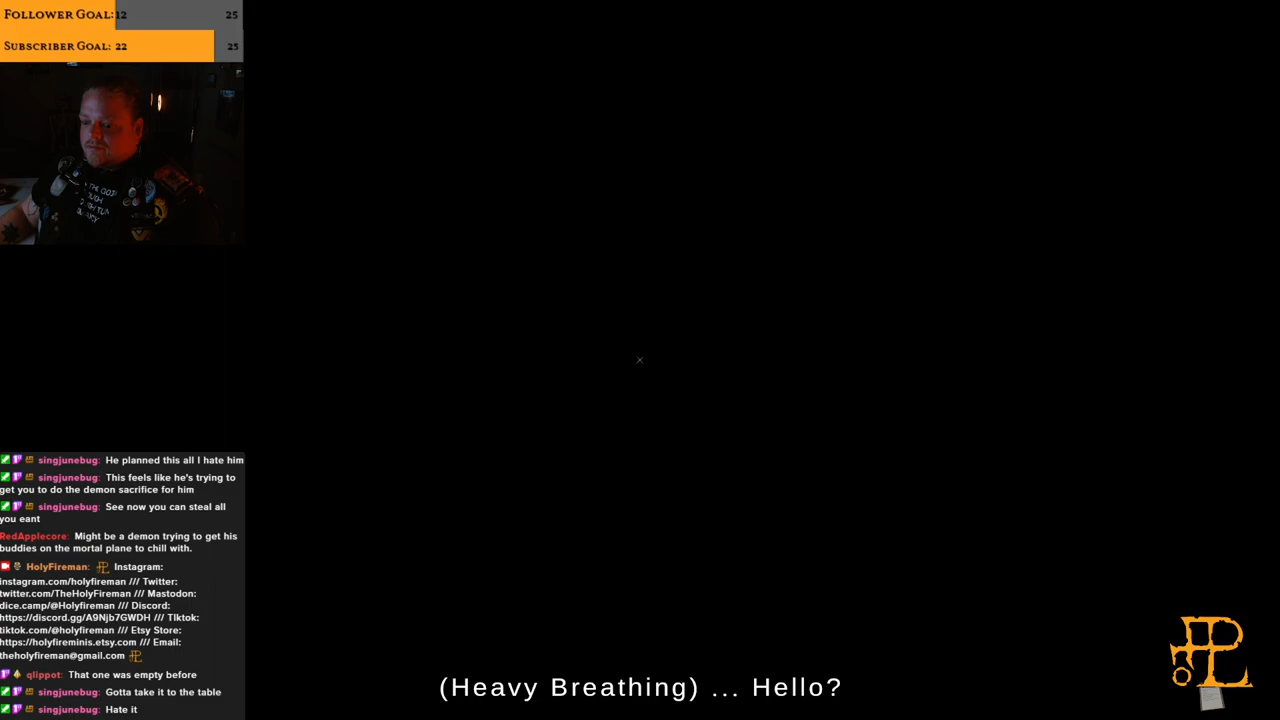 FOLLOWER GOAL: 12 25
SUBSCRIBER GOAL: 22 25
singjunebug: He planned this all I hate him
singjunebug: This feels like he's trying to
get you to do the demon sacrifice for him
singjunebug: See now you can steal all
you eant
RedApplecore: Might be a demon trying to get his
buddies on the mortal plane to chill with.
HolyFireman: Instagram:
instagram.com/holyfireman /// Twitter:
twitter.com/TheHolyFireman /// Mastodon:
dice.camp/@Holyfireman /// Discord:
https://discord.gg/A9Njb7GWDH /// TIktok:
tiktok.com/@holyfireman /// Etsy Store:
https://holyfireminis.etsy.com /// Email:
theholyfireman@gmail.com
qlippot: That one was empty before
singjunebug: Gotta take it to the table
singjunebug: Hate it
(Heavy Breathing) ... Hello?